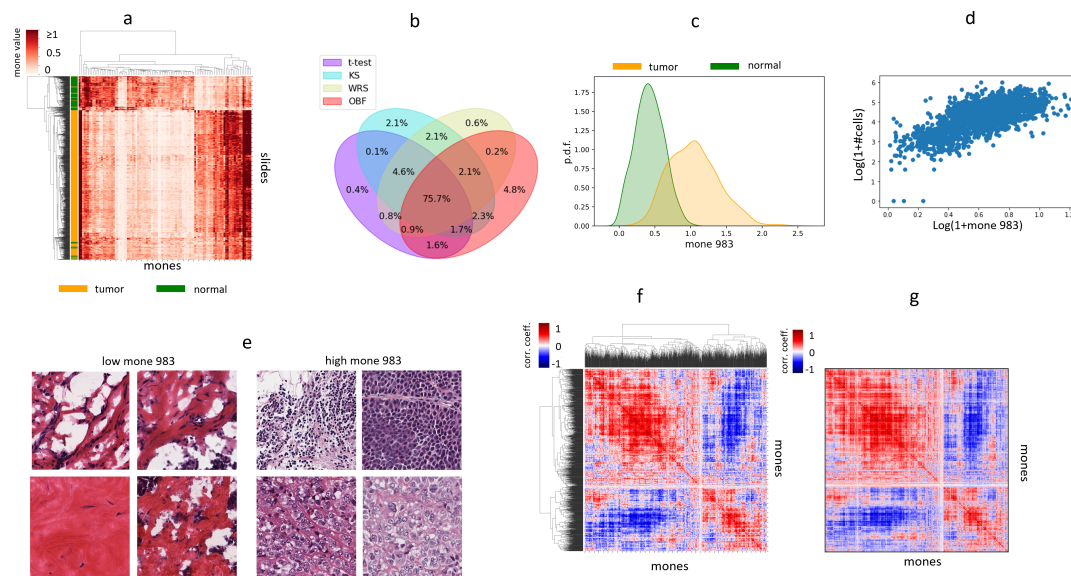 a
mone value
≥1
0.5
0
mones
slides
tumor
normal
b
t-test
KS
WRS
OBF
2.1%
0.6%
0.1%
2.1%
0.2%
0.4%
4.6%
2.1%
4.8%
75.7%
0.8%
2.3%
0.9%
1.7%
1.6%
c
tumor
normal
p.d.f.
1.75
1.50
1.25
1.00
0.75
0.50
0.25
0.00
0.0
0.5
1.0
1.5
2.0
2.5
mone 983
d
Log(1+#cells)
6
5
4
3
2
1
0
0.0
0.2
0.4
0.6
0.8
1.0
1.2
Log(1+mone 983)
e
low mone 983
high mone 983
f
corr. coeff.
1
0
-1
mones
mones
g
corr. coeff.
1
0
-1
mones
mones